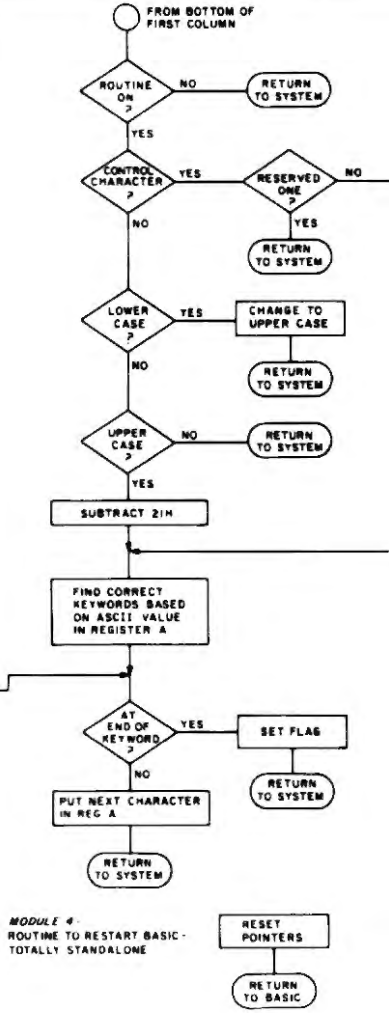 FROM BOTTOM OF
FIRST COLUMN
ROUTINE
ON
?
NO
RETURN
TO SYSTEM
YES
CONTROL
CHARACTER
?
YES
RESERVED
ONE
?
NO
NO
YES
RETURN
TO SYSTEM
LOWER
CASE
?
YES
CHANGE TO
UPPER CASE
NO
RETURN
TO SYSTEM
UPPER
CASE
?
NO
RETURN
TO SYSTEM
YES
SUBTRACT 21H
FIND CORRECT
KEYWORDS BASED
ON ASCII VALUE
IN REGISTER A
AT
END OF
KEYWORD
?
YES
SET FLAG
NO
RETURN
TO SYSTEM
PUT NEXT CHARACTER
IN REG A
RETURN
TO SYSTEM
MODULE 4-
ROUTINE TO RESTART BASIC-
TOTALLY STANDALONE
RESET
POINTERS
RETURN
TO BASIC